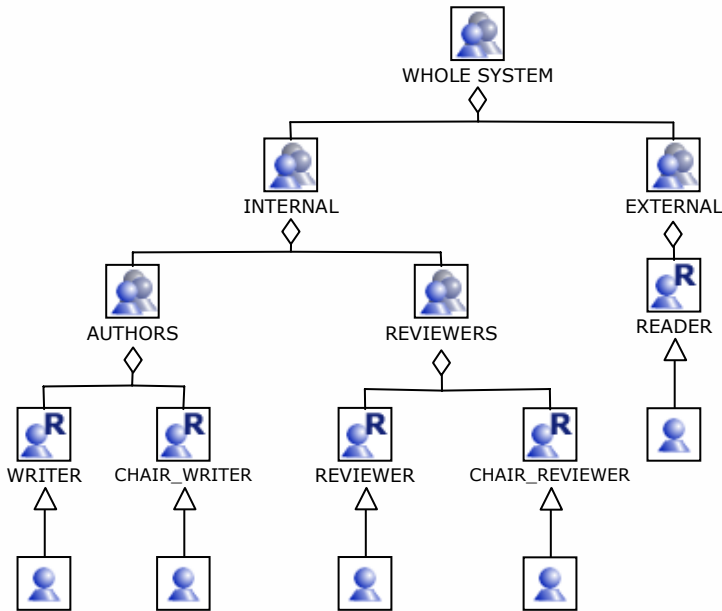 WHOLE SYSTEM
INTERNAL
EXTERNAL
R
AUTHORS
REVIEWERS
READER
R
R
R
R
WRITER
CHAIR_WRITER
REVIEWER
CHAIR_REVIEWER